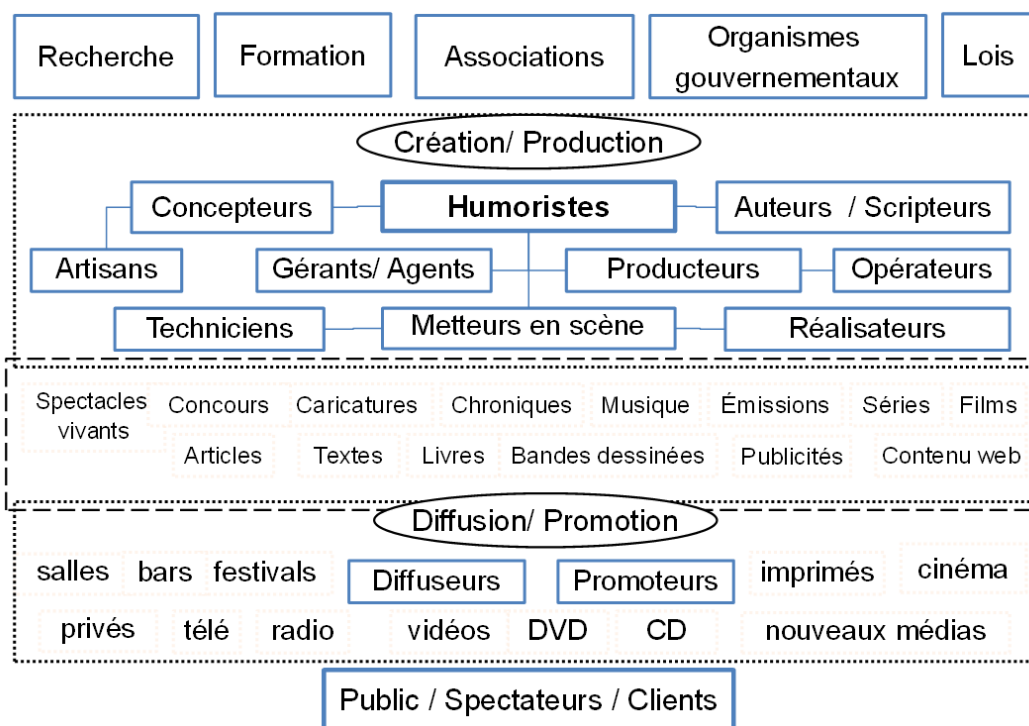 Recherche
Formation
Associations
Organismes
gouvernementaux
Lois
Création/ Production
Concepteurs
Humoristes
Auteurs / Scripteurs
Artisans
Gérants/ Agents
Producteurs
Opérateurs
Techniciens
Metteurs en scène
Réalisateurs
Spectacles
vivants
Concours
Caricatures
Chroniques
Musique
Émissions
Séries
Films
Articles
Textes
Livres
Bandes dessinées
Publicités
Contenu web
Diffusion/ Promotion
salles
bars
festivals
Diffuseurs
Promoteurs
imprimés
cinéma
privés
télé
radio
vidéos
DVD
CD
nouveaux médias
Public / Spectateurs / Clients